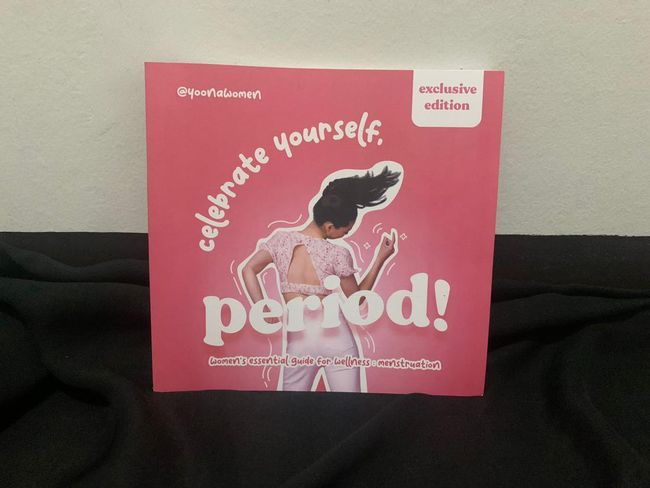 @yoonawomen
exclusive
edition
celebrate yourself,
period!
women's essential guide for wellness : menstruation